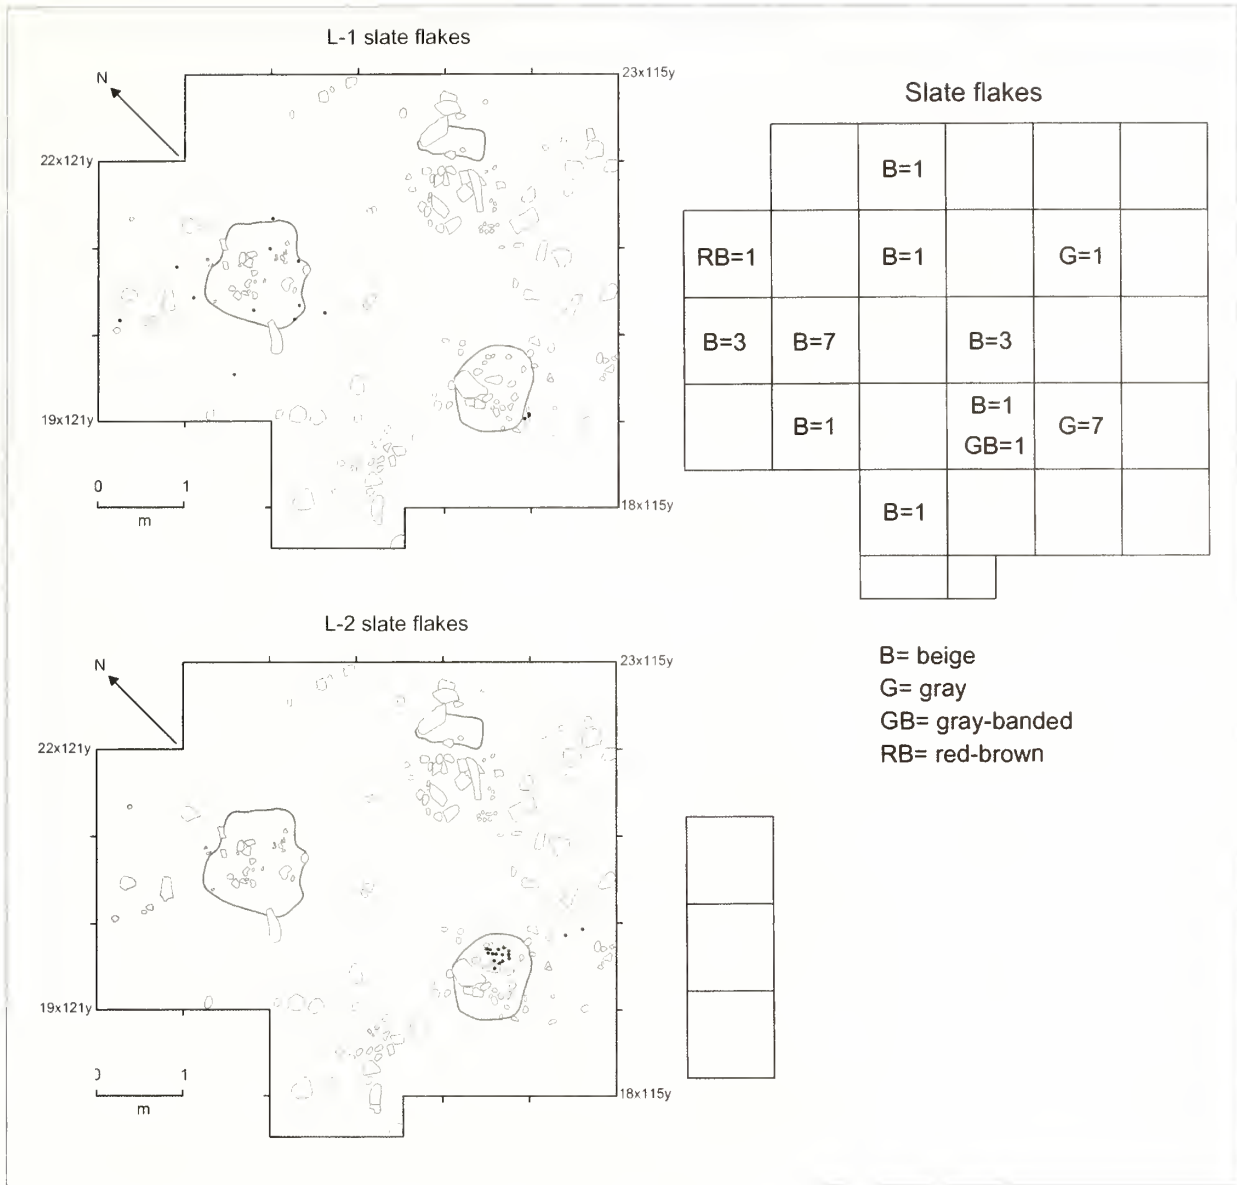 L-1 slate flakes
N
23x115y
22x121y
19x121y
0 1
m
18x115y
Slate flakes
B=1
RB=1 B=1 G=1
B=3 B=7 B=3
B=1 B=1 G=7
GB=1
B=1
B= beige
G= gray
GB= gray-banded
RB= red-brown
L-2 slate flakes
N
23x115y
22x121y
19x121y
1
m
18x115y